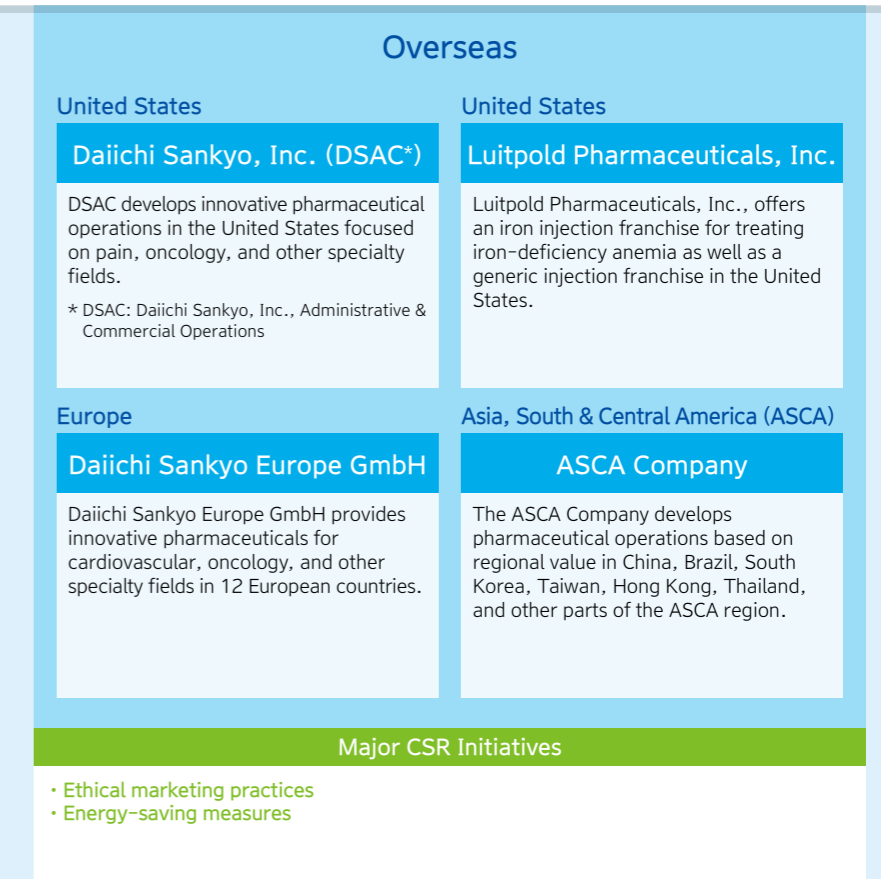 Overseas
United States
Daiichi Sankyo, Inc. (DSAC*)
DSAC develops innovative pharmaceutical
operations in the United States focused
on pain, oncology, and other specialty
fields.
* DSAC: Daiichi Sankyo, Inc., Administrative &
Commercial Operations
United States
Luitpold Pharmaceuticals, Inc.
Luitpold Pharmaceuticals, Inc., offers
an iron injection franchise for treating
iron-deficiency anemia as well as a
generic injection franchise in the United
States.
Europe
Daiichi Sankyo Europe GmbH
Daiichi Sankyo Europe GmbH provides
innovative pharmaceuticals for
cardiovascular, oncology, and other
specialty fields in 12 European countries.
Asia, South & Central America (ASCA)
ASCA Company
The ASCA Company develops
pharmaceutical operations based on
regional value in China, Brazil, South
Korea, Taiwan, Hong Kong, Thailand,
and other parts of the ASCA region.
Major CSR Initiatives
・Ethical marketing practices
・Energy-saving measures